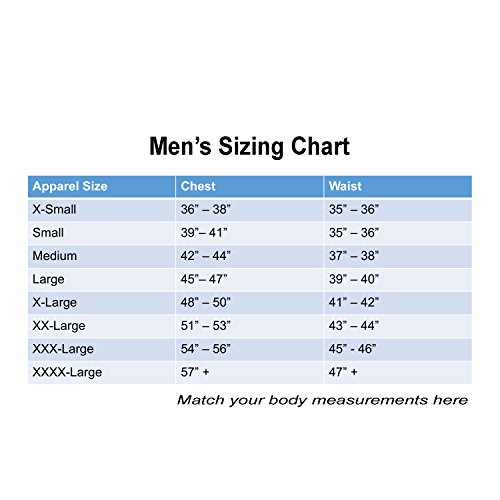 Men’s Sizing Chart
Apparel Size Chest Waist
X-Small 36” – 38” 35” – 36”
Small 39”– 41” 35” – 36”
Medium 42” – 44” 37” – 38”
Large 45”– 47” 39” – 40”
X-Large 48” – 50” 41” – 42”
XX-Large 51” – 53” 43” – 44”
XXX-Large 54” – 56” 45” - 46”
XXXX-Large 57” + 47” +
Match your body measurements here